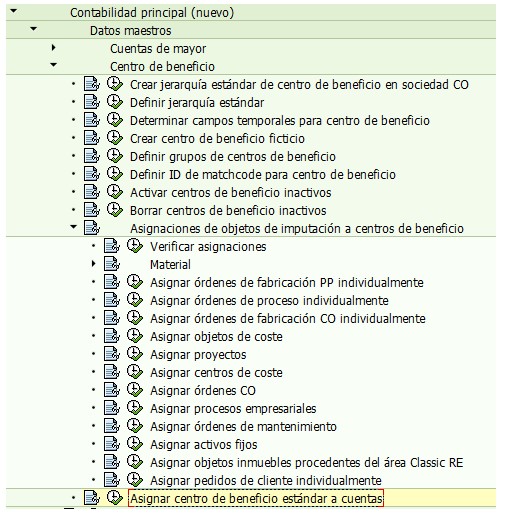 Contabilidad principal (nuevo)
Datos maestros
Cuentas de mayor
Centro de beneficio
Crear jerarquía estándar de centro de beneficio en sociedad CO
Definir jerarquía estándar
Determinar campos temporales para centro de beneficio
Crear centro de beneficio ficticio
Definir grupos de centros de beneficio
Definir ID de matchcode para centro de beneficio
Activar centros de beneficio inactivos
Borrar centros de beneficio inactivos
Asignaciones de objetos de imputación a centros de beneficio
Verificar asignaciones
Material
Asignar órdenes de fabricación PP individualmente
Asignar órdenes de proceso individualmente
Asignar órdenes de fabricación CO individualmente
Asignar objetos de coste
Asignar proyectos
Asignar centros de coste
Asignar órdenes CO
Asignar procesos empresariales
Asignar órdenes de mantenimiento
Asignar activos fijos
Asignar objetos inmuebles procedentes del área Classic RE
Asignar pedidos de cliente individualmente
Asignar centro de beneficio estándar a cuentas